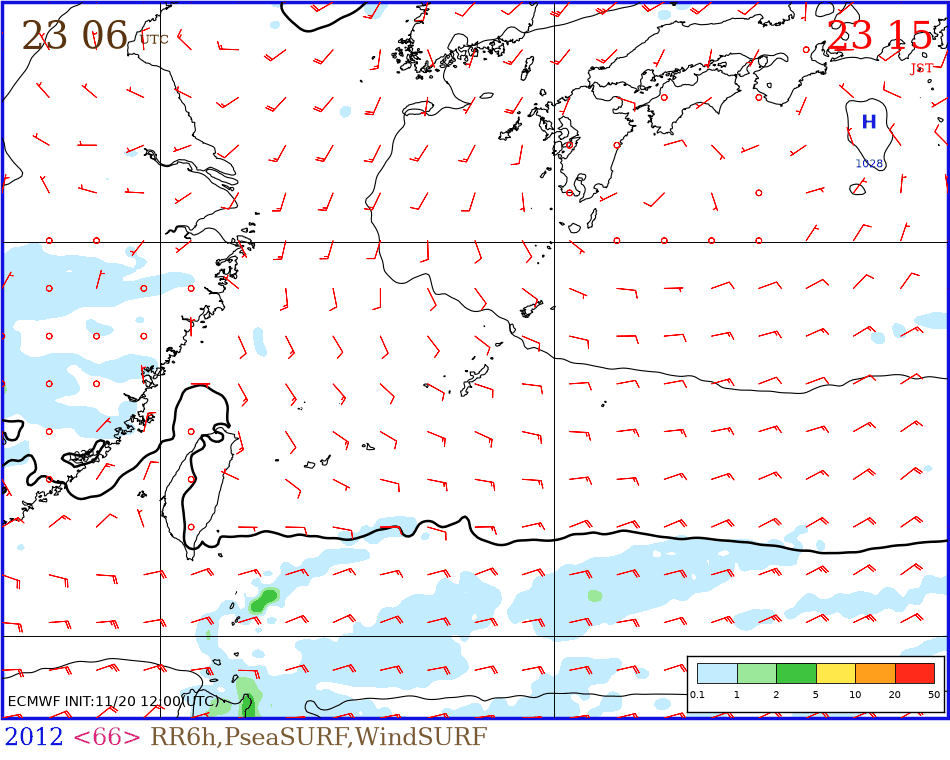 23 06 UTC
23 15 JST
H
1028
ECMWF INIT:11/20 12:00(UTC)
0.1 1 2 5 10 20 50
2012 <66> RR6h,PseaSURF,WindSURF